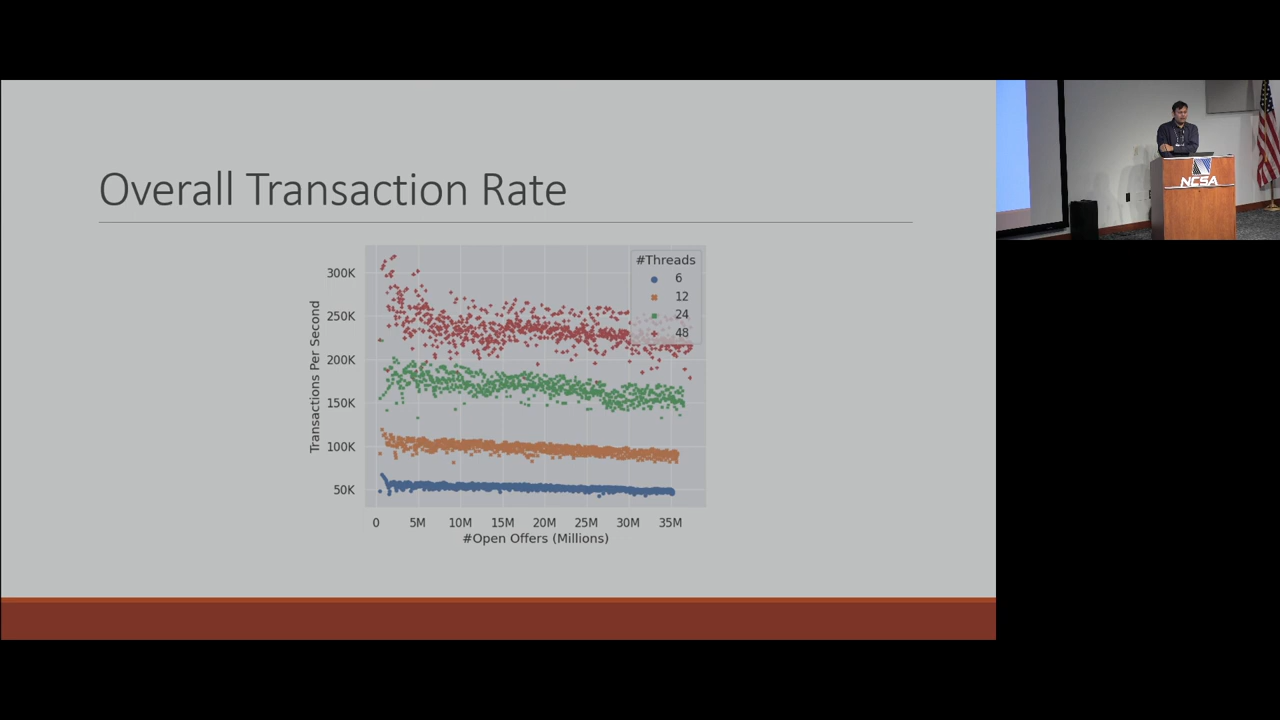 Overall Transaction Rate
#Threads
6
12
24
48
300K
250K
200K
150K
100K
50K
Transactions Per Second
0 5M 10M 15M 20M 25M 30M 35M
#Open Offers (Millions)
NCSA